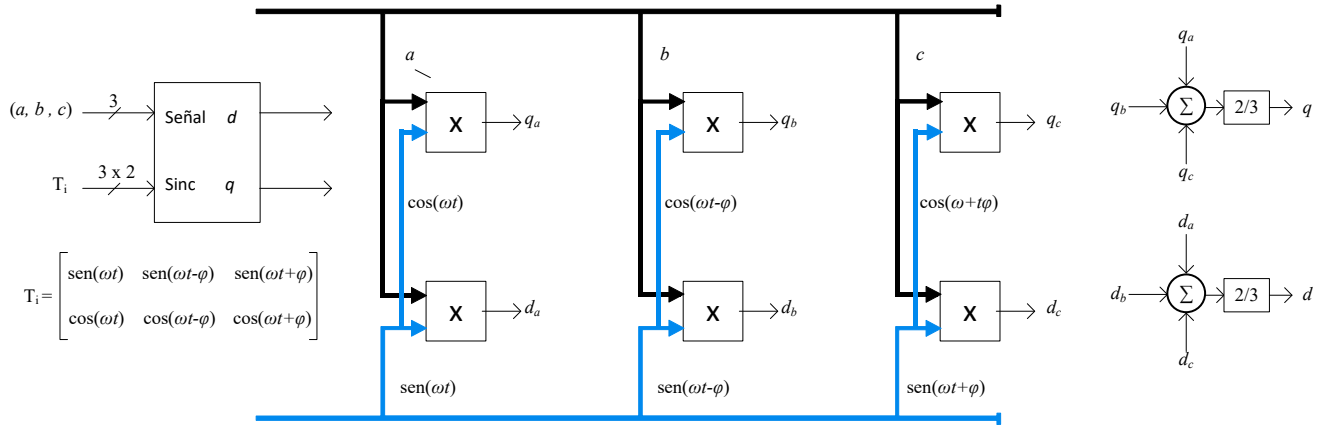 (a, b , c)
3
Señal d
T_i
3 x 2
Sinc q
T_i =
sen(ωt) sen(ωt-φ) sen(ωt+φ)
cos(ωt) cos(ωt-φ) cos(ωt+φ)
a
X
q_a
cos(ωt)
X
d_a
sen(ωt)
b
X
q_b
cos(ωt-φ)
X
d_b
sen(ωt-φ)
c
X
q_c
cos(ω+tφ)
X
d_c
sen(ωt+φ)
q_a
q_b Σ 2/3 q
q_c
d_a
d_b Σ 2/3 d
d_c